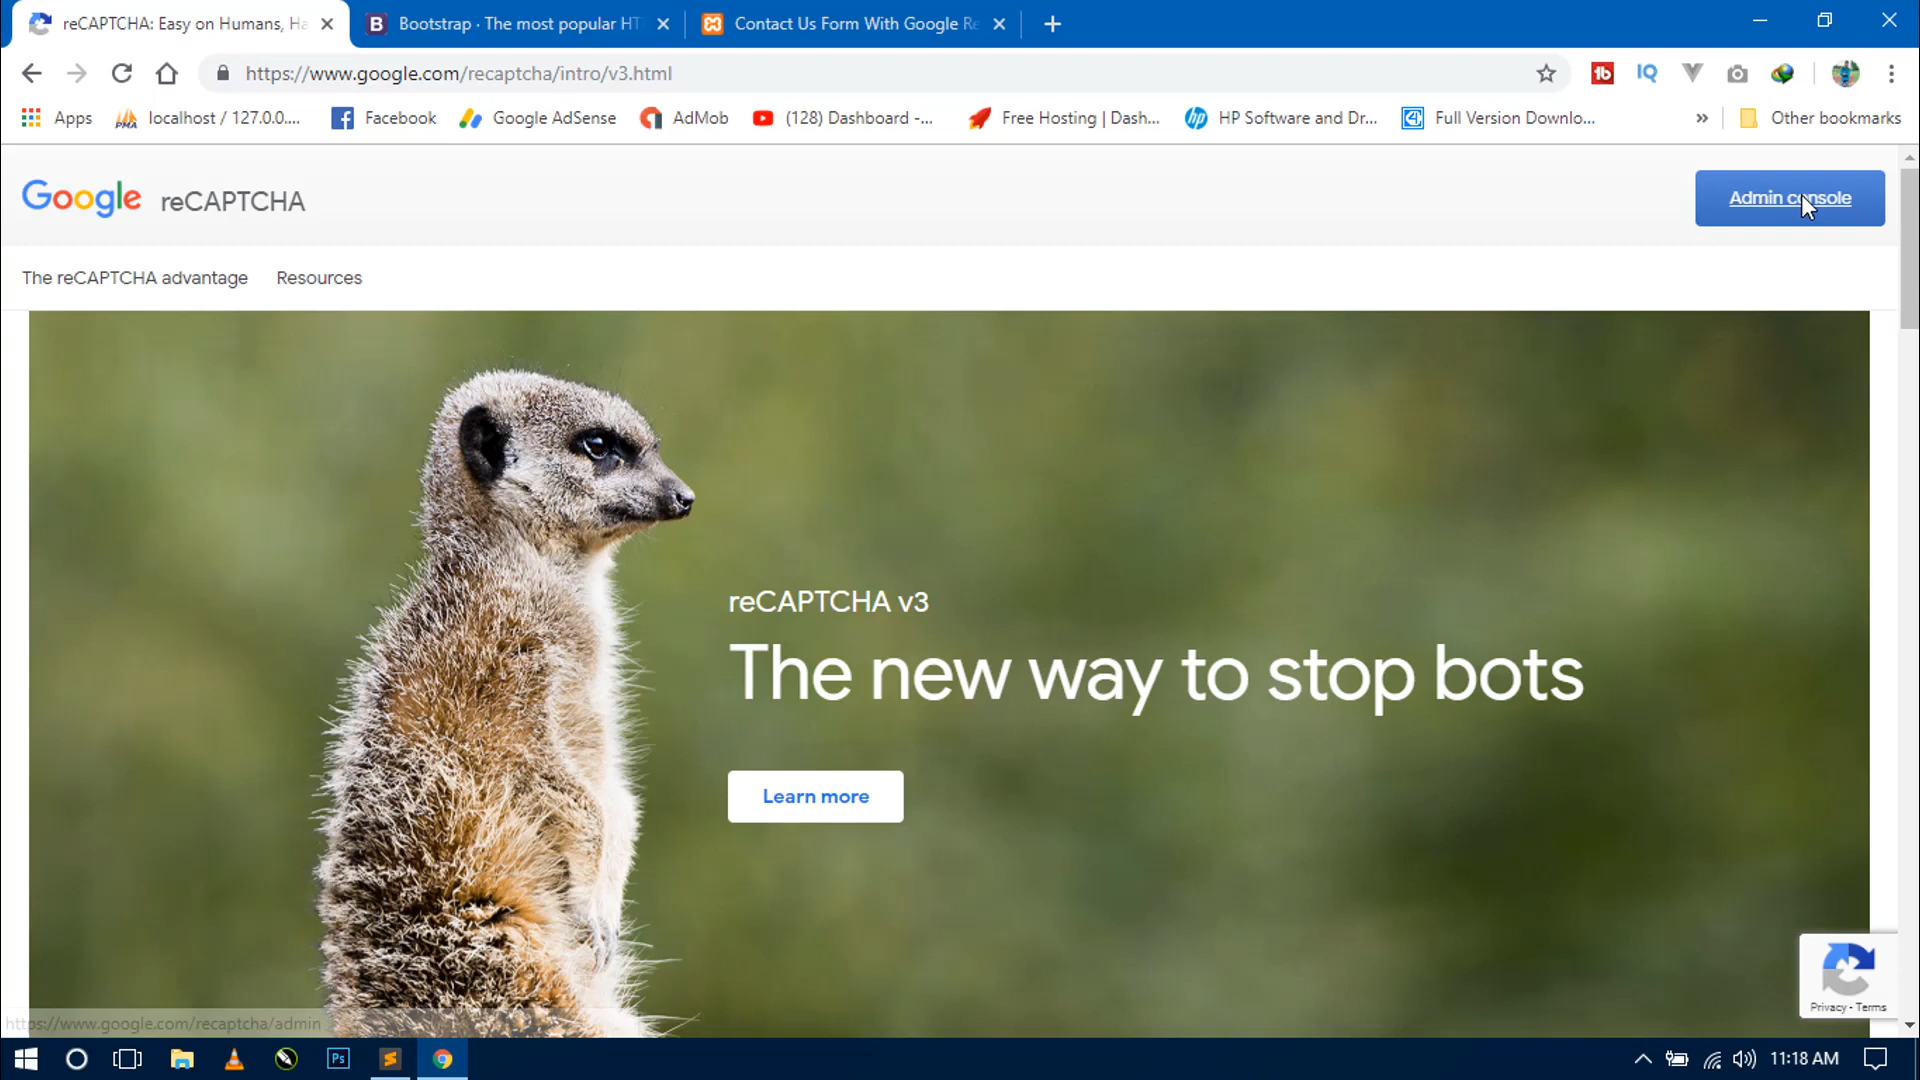 reCAPTCHA: Easy on Humans, Ha
Bootstrap · The most popular HT
Contact Us Form With Google Re
https://www.google.com/recaptcha/intro/v3.html
Apps
localhost / 127.0.0....
Facebook
Google AdSense
AdMob
(128) Dashboard -...
Free Hosting | Dash...
HP Software and Dr...
Full Version Downlo...
»
Other bookmarks
Google reCAPTCHA
Admin console
The reCAPTCHA advantage
Resources
reCAPTCHA v3
The new way to stop bots
Learn more
Privacy - Terms
https://www.google.com/recaptcha/admin
Ps
11:18 AM